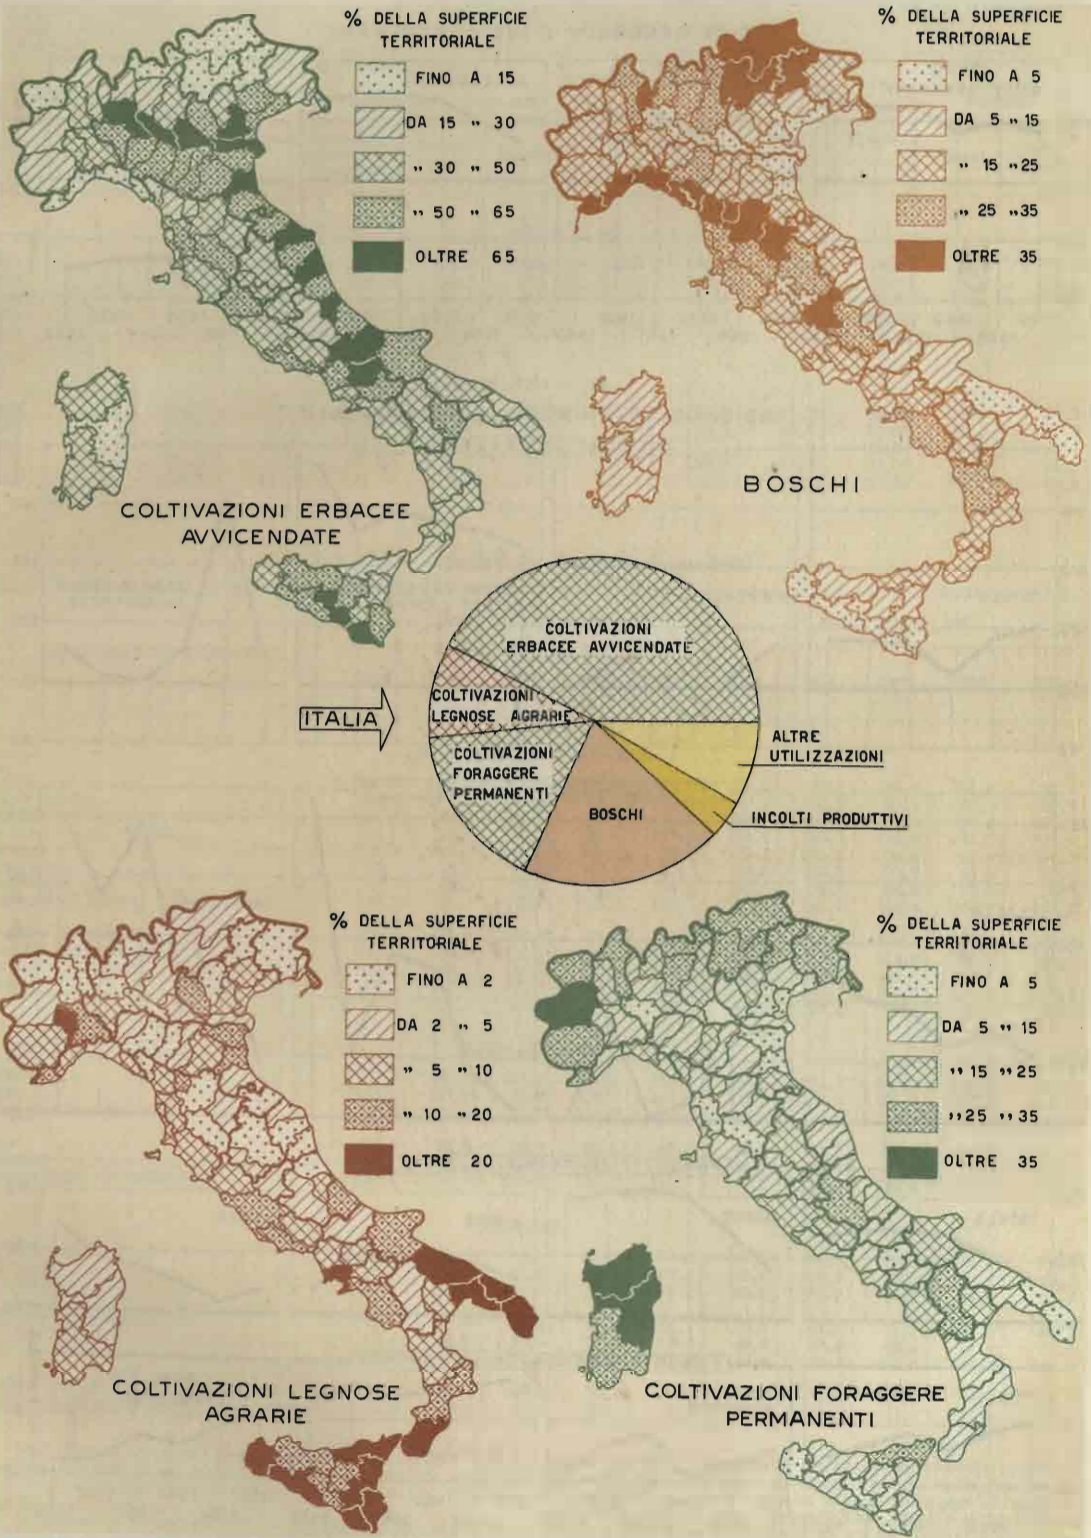 % DELLA SUPERFICIE
TERRITORIALE
FINO A 15
DA 15 " 30
" 30 " 50
" 50 " 65
OLTRE 65
COLTIVAZIONI ERBACEE
AVVICENDATE
% DELLA SUPERFICIE
TERRITORIALE
FINO A 5
DA 5 " 15
" 15 " 25
" 25 " 35
OLTRE 35
BOSCHI
ITALIA
COLTIVAZIONI
ERBACEE AVVICENDATE
COLTIVAZIONI
LEGNOSE AGRARIE
COLTIVAZIONI
FORAGGERE
PERMANENTI
BOSCHI
ALTRE
UTILIZZAZIONI
INCOLTI PRODUTTIVI
% DELLA SUPERFICIE
TERRITORIALE
FINO A 2
DA 2 " 5
" 5 " 10
" 10 " 20
OLTRE 20
COLTIVAZIONI LEGNOSE
AGRARIE
% DELLA SUPERFICIE
TERRITORIALE
FINO A 5
DA 5 " 15
" 15 " 25
" 25 " 35
OLTRE 35
COLTIVAZIONI FORAGGERE
PERMANENTI